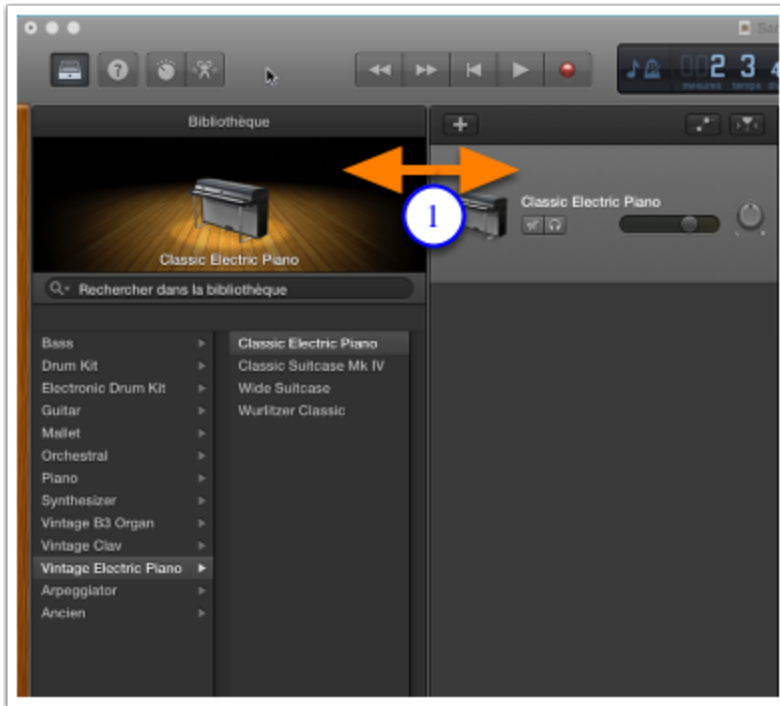 2 3
mesures temps
Bibliothèque
Classic Electric Piano
1
Classic Electric Piano
Rechercher dans la bibliothèque
Bass
Drum Kit
Electronic Drum Kit
Guitar
Mallet
Orchestral
Piano
Synthesizer
Vintage B3 Organ
Vintage Clav
Vintage Electric Piano
Arpeggiator
Ancien
Classic Electric Piano
Classic Suitcase Mk IV
Wide Suitcase
Wurlitzer Classic